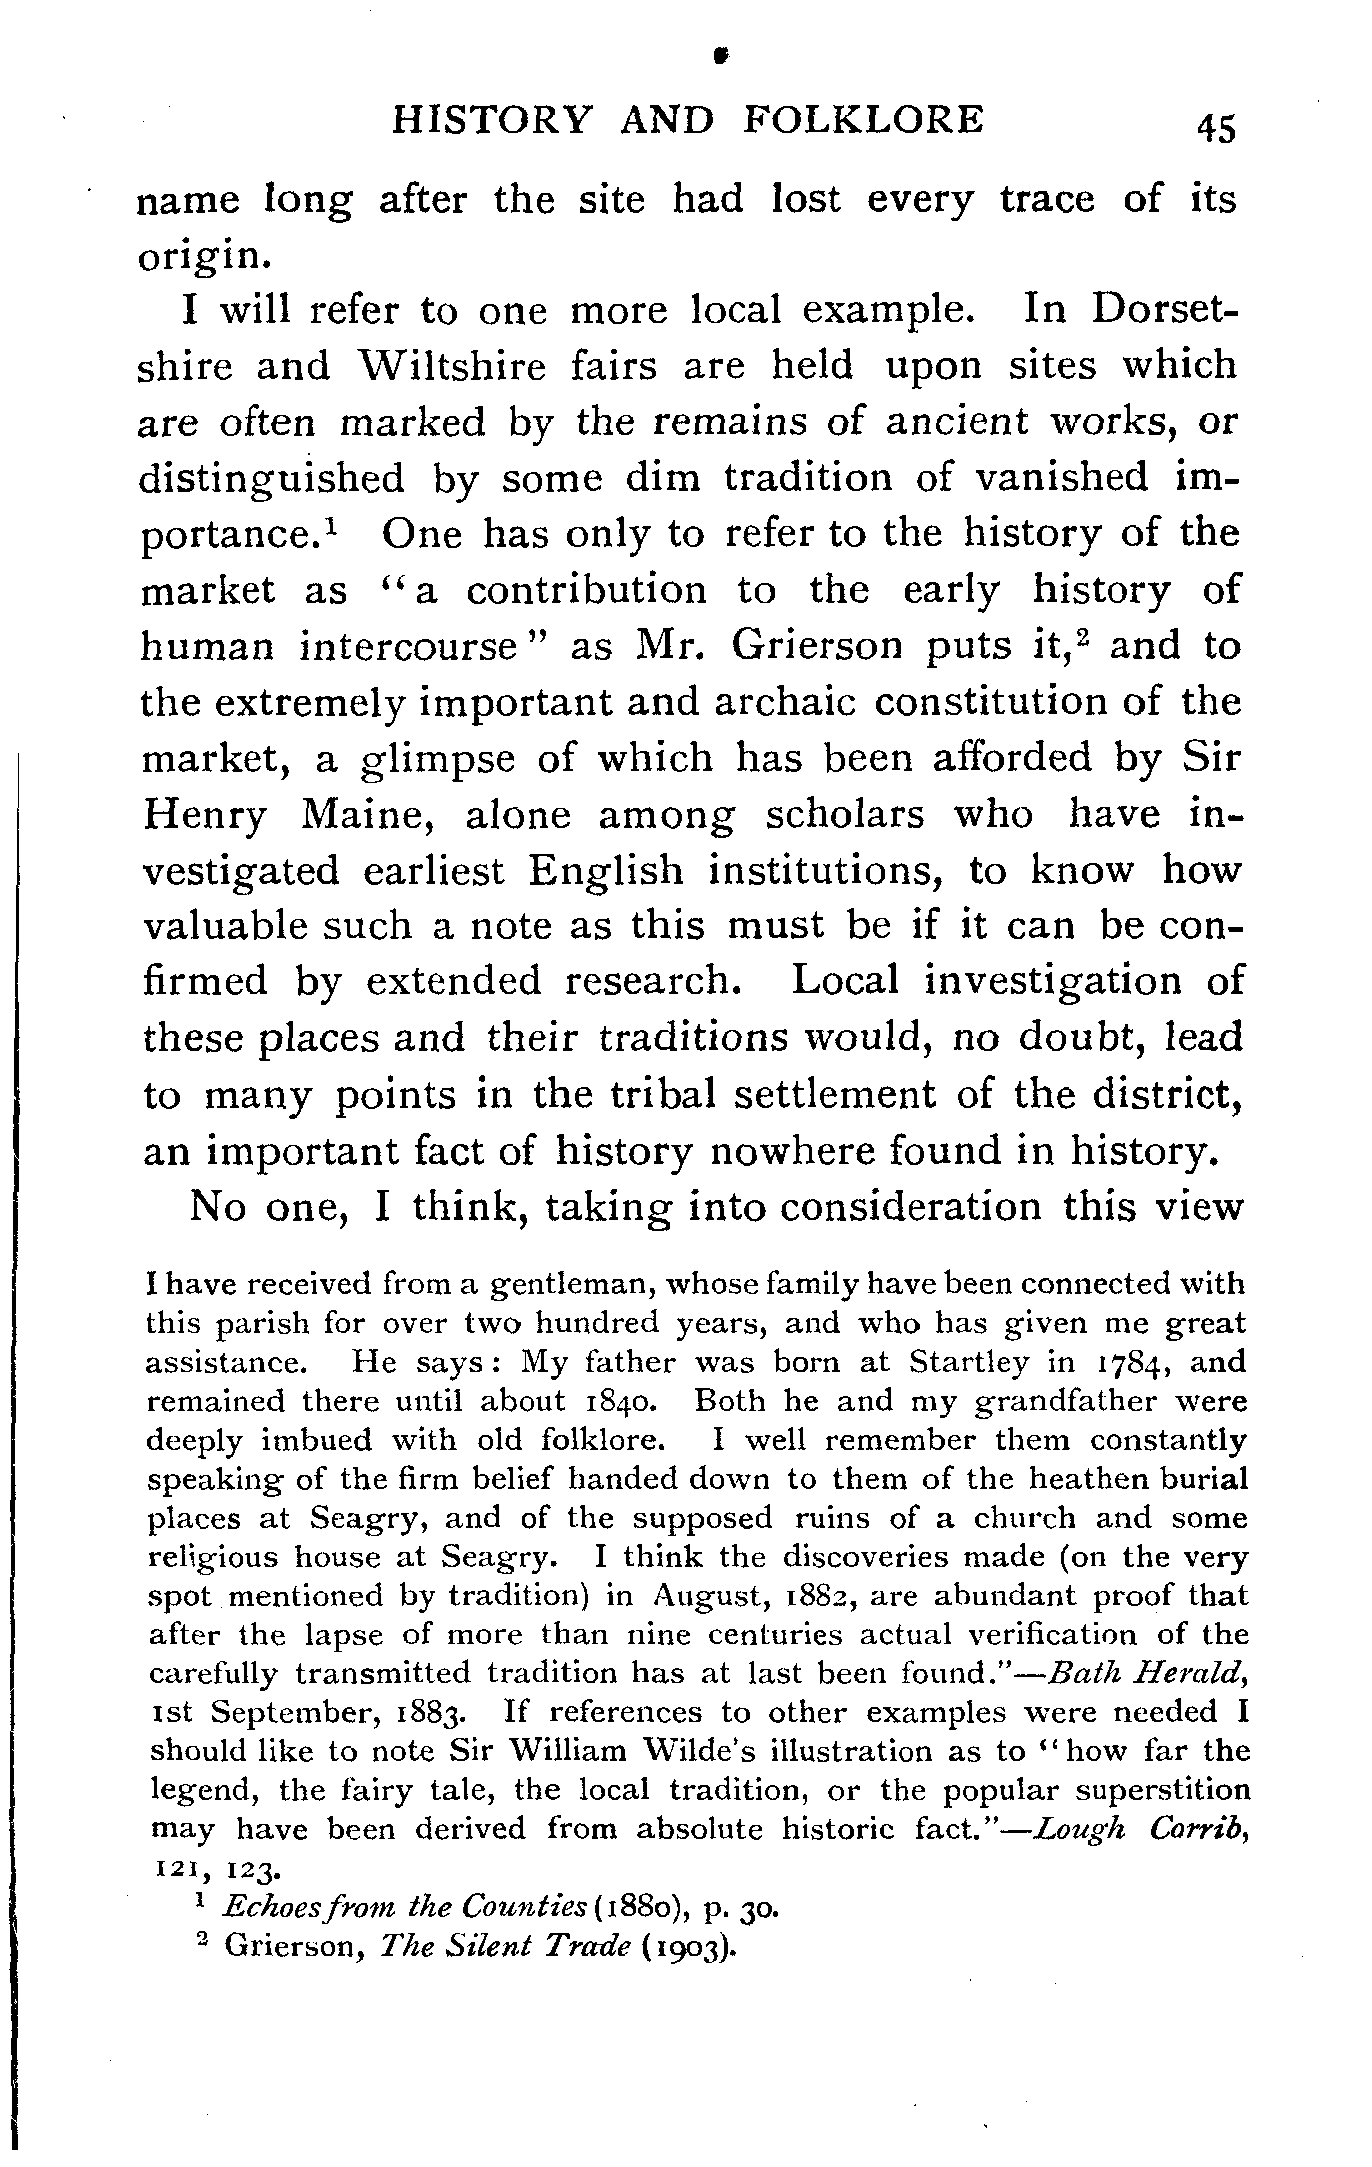 HISTORY AND FOLKLORE 45
name long after the site had lost every trace of its
origin.
I will refer to one more local example. In Dorset-
shire and Wiltshire fairs are held upon sites which
are often marked by the remains of ancient works, or
distinguished by some dim tradition of vanished im-
portance.¹ One has only to refer to the history of the
market as “a contribution to the early history of
human intercourse” as Mr. Grierson puts it,² and to
the extremely important and archaic constitution of the
market, a glimpse of which has been afforded by Sir
Henry Maine, alone among scholars who have in-
vestigated earliest English institutions, to know how
valuable such a note as this must be if it can be con-
firmed by extended research. Local investigation of
these places and their traditions would, no doubt, lead
to many points in the tribal settlement of the district,
an important fact of history nowhere found in history.
No one, I think, taking into consideration this view
I have received from a gentleman, whose family have been connected with
this parish for over two hundred years, and who has given me great
assistance. He says: My father was born at Startley in 1784, and
remained there until about 1840. Both he and my grandfather were
deeply imbued with old folklore. I well remember them constantly
speaking of the firm belief handed down to them of the heathen burial
places at Seagry, and of the supposed ruins of a church and some
religious house at Seagry. I think the discoveries made (on the very
spot mentioned by tradition) in August, 1882, are abundant proof that
after the lapse of more than nine centuries actual verification of the
carefully transmitted tradition has at last been found.”—Bath Herald,
1st September, 1883. If references to other examples were needed I
should like to note Sir William Wilde's illustration as to “how far the
legend, the fairy tale, the local tradition, or the popular superstition
may have been derived from absolute historic fact.”—Lough Corrib,
121, 123.
¹ Echoes from the Counties (1880), p. 30.
² Grierson, The Silent Trade (1903).